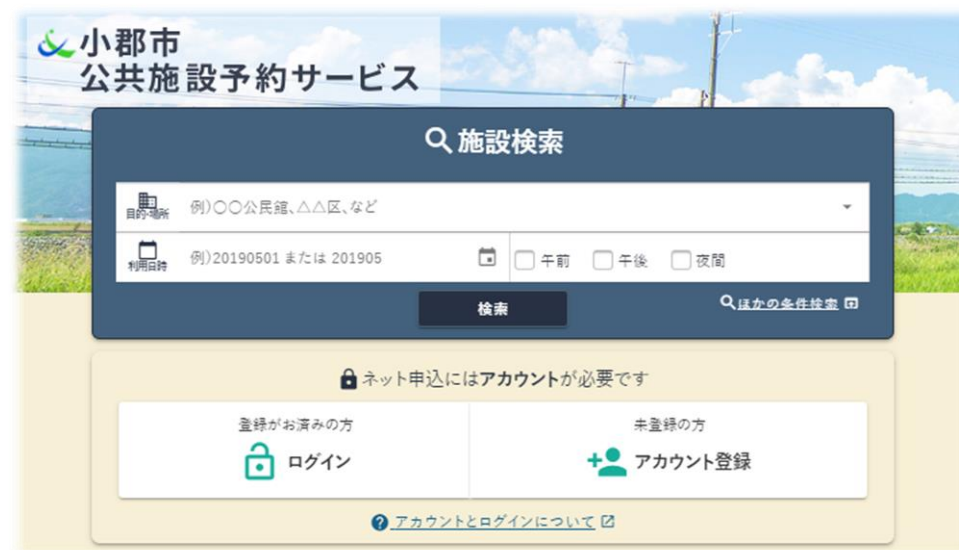 小郡市
公共施設予約サービス
施設検索
目的・場所
例)〇〇公民館、△△区、など
利用日時
例)20190501 または 201905
午前
午後
夜間
検索
ほかの条件検索
ネット申込にはアカウントが必要です
登録がお済みの方
ログイン
未登録の方
アカウント登録
アカウントとログインについて